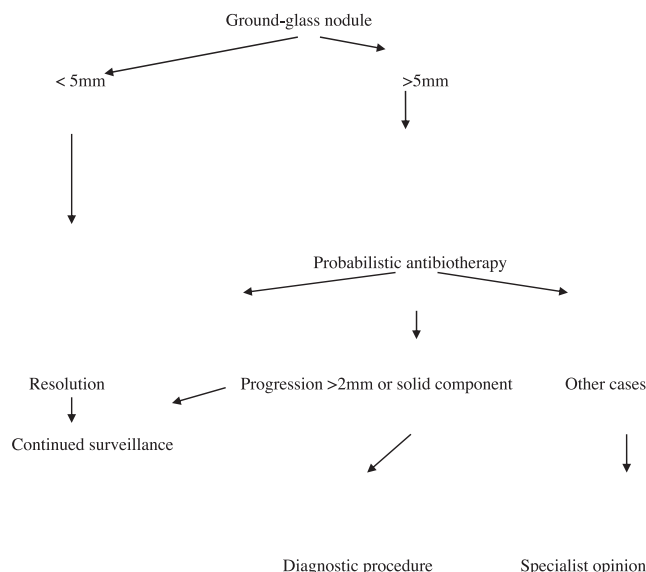 Ground-glass nodule
< 5mm
>5mm
Probabilistic antibiotherapy
Resolution
Progression >2mm or solid component
Other cases
Continued surveillance
Diagnostic procedure
Specialist opinion